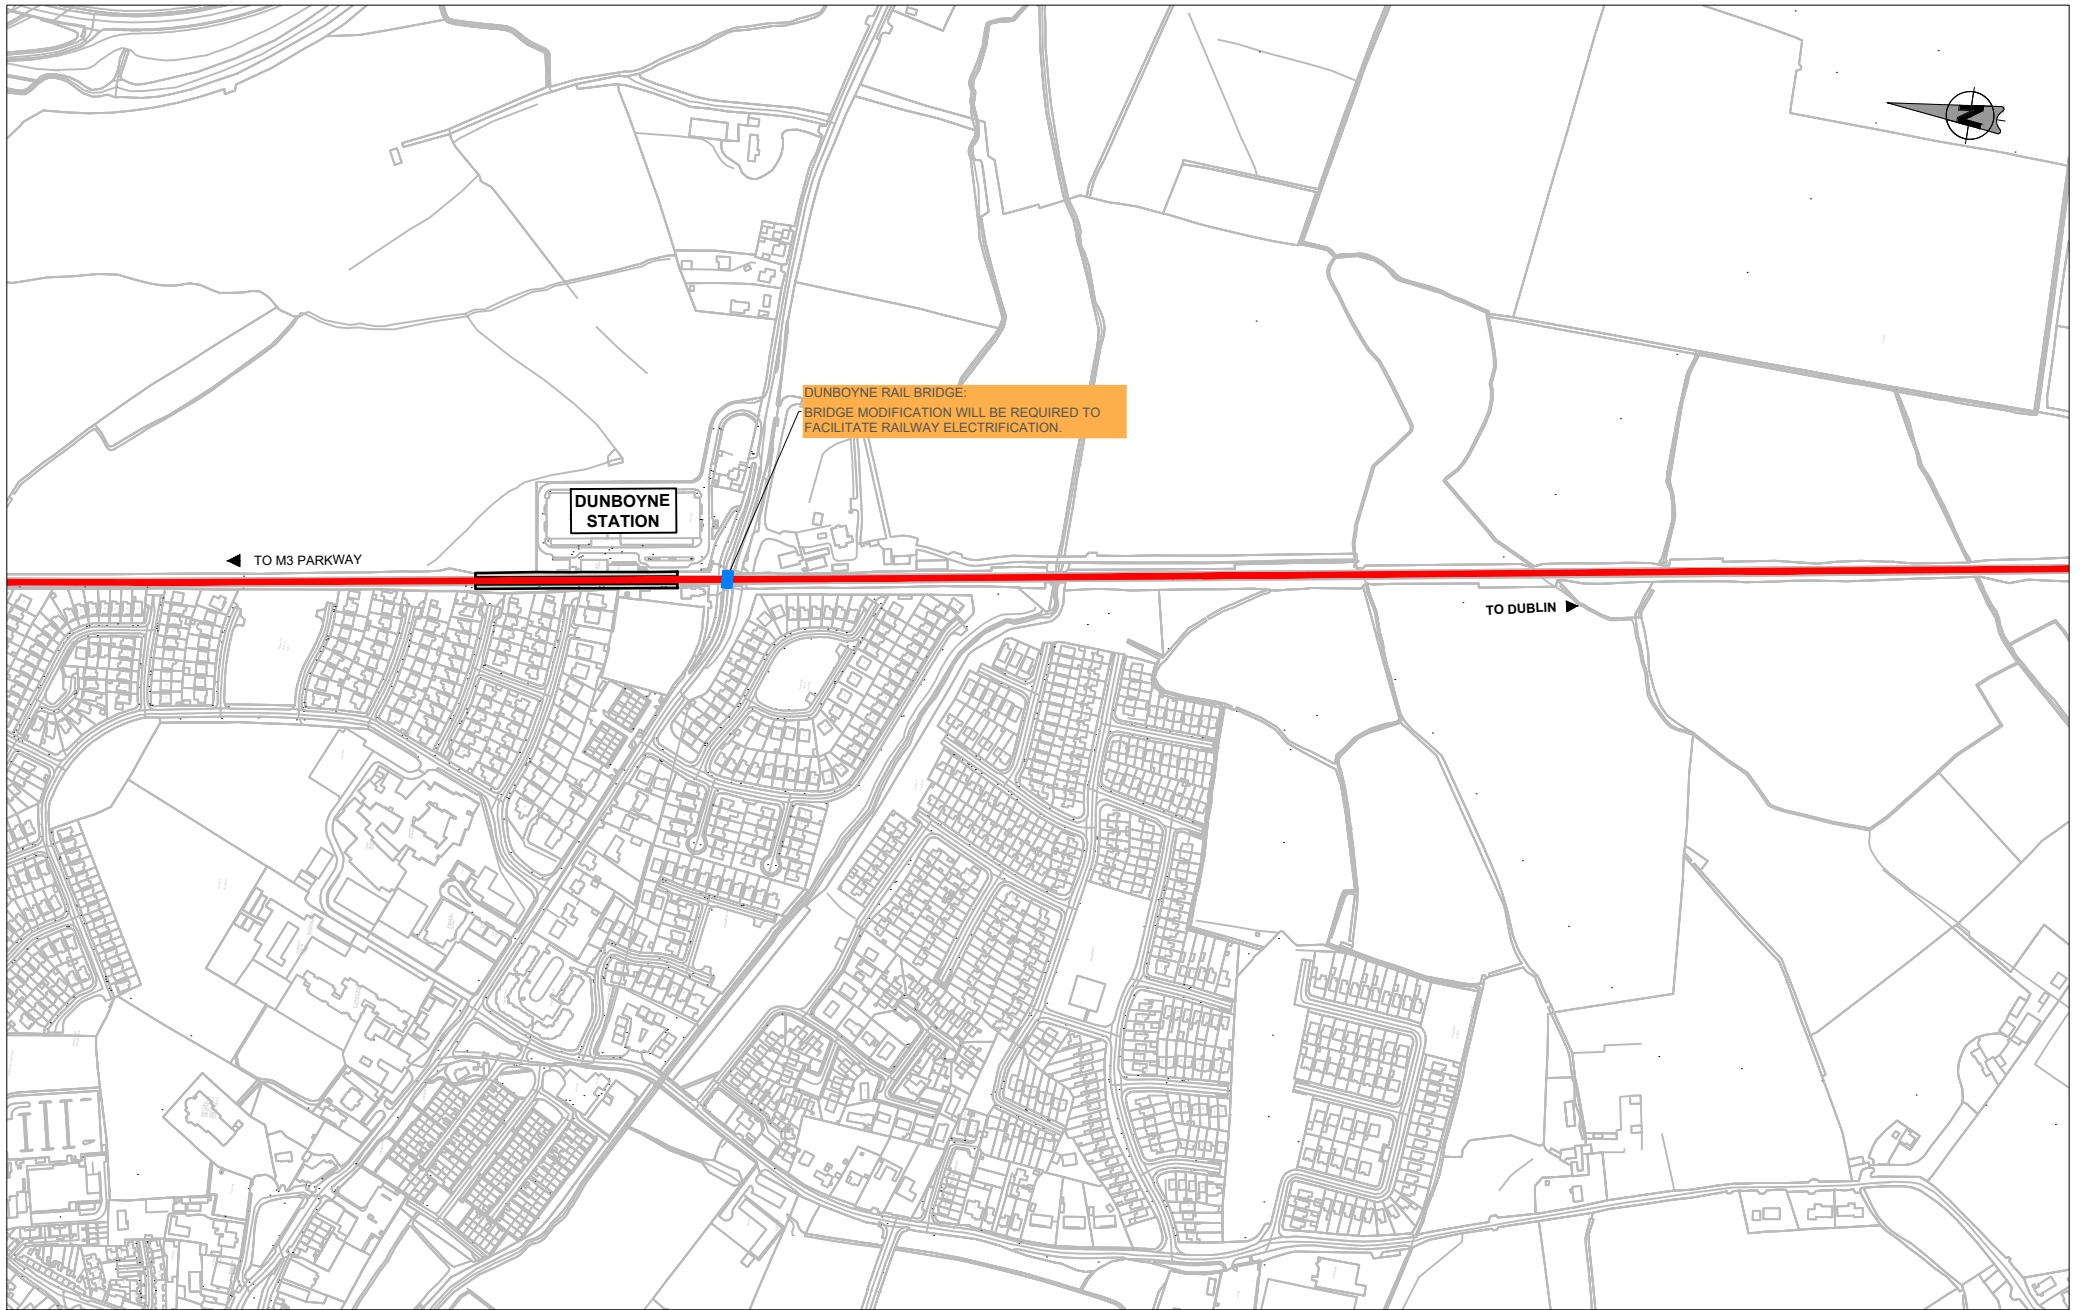 N
DUNBOYNE RAIL BRIDGE:
BRIDGE MODIFICATION WILL BE REQUIRED TO
FACILITATE RAILWAY ELECTRIFICATION.
DUNBOYNE
STATION
TO M3 PARKWAY
TO DUBLIN